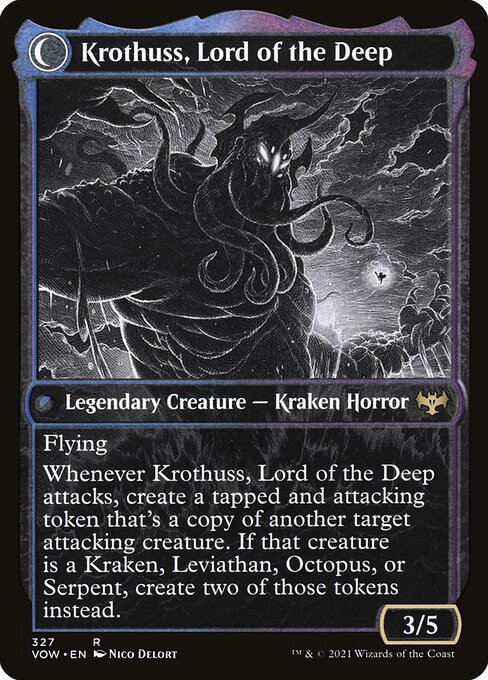 Krothuss, Lord of the Deep
Legendary Creature — Kraken Horror
Flying
Whenever Krothuss, Lord of the Deep
attacks, create a tapped and attacking
token that's a copy of another target
attacking creature. If that creature
is a Kraken, Leviathan, Octopus, or
Serpent, create two of those tokens
instead.
3/5
327 R
VOW • EN Nico Delort
™ & © 2021 Wizards of the Coast